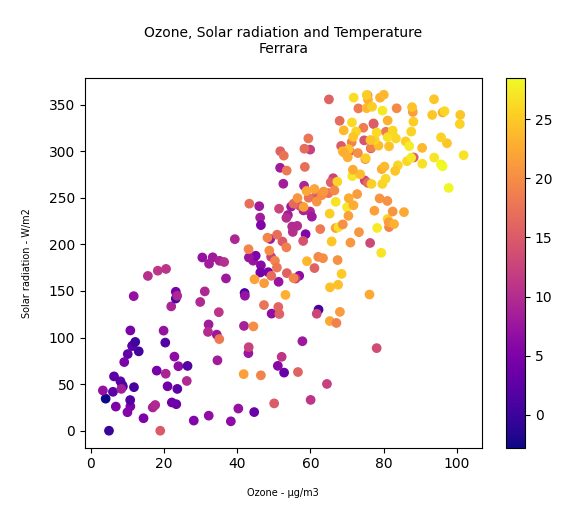 Ozone, Solar radiation and Temperature
Ferrara
350
300
250
200
150
100
50
0
Solar radiation - W/m2
0 20 40 60 80 100
Ozone - µg/m3
25
20
15
10
5
0